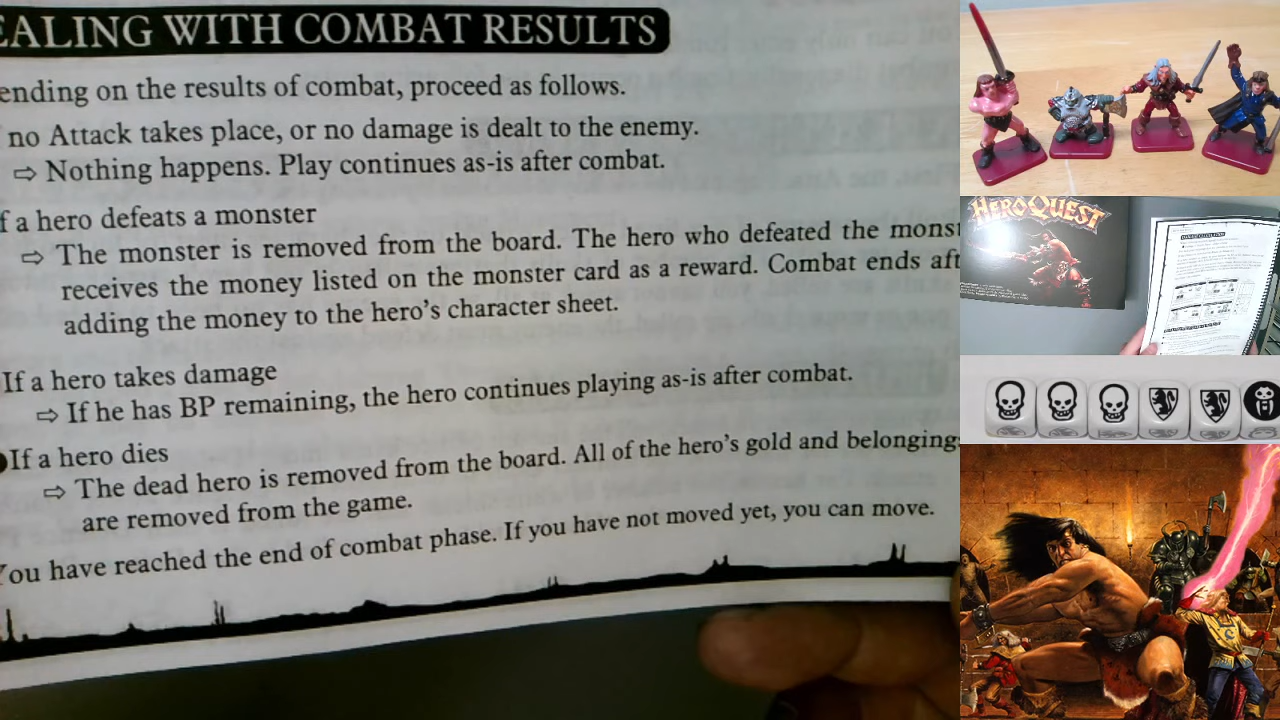 EALING WITH COMBAT RESULTS
ending on the results of combat, proceed as follows.
no Attack takes place, or no damage is dealt to the enemy.
⇨ Nothing happens. Play continues as-is after combat.
f a hero defeats a monster
⇨ The monster is removed from the board. The hero who defeated the monst
receives the money listed on the monster card as a reward. Combat ends aft
adding the money to the hero's character sheet.
If a hero takes damage
⇨ If he has BP remaining, the hero continues playing as-is after combat.
●If a hero dies
⇨ The dead hero is removed from the board. All of the hero's gold and belonging
are removed from the game.
You have reached the end of combat phase. If you have not moved yet, you can move.
HEROQUEST